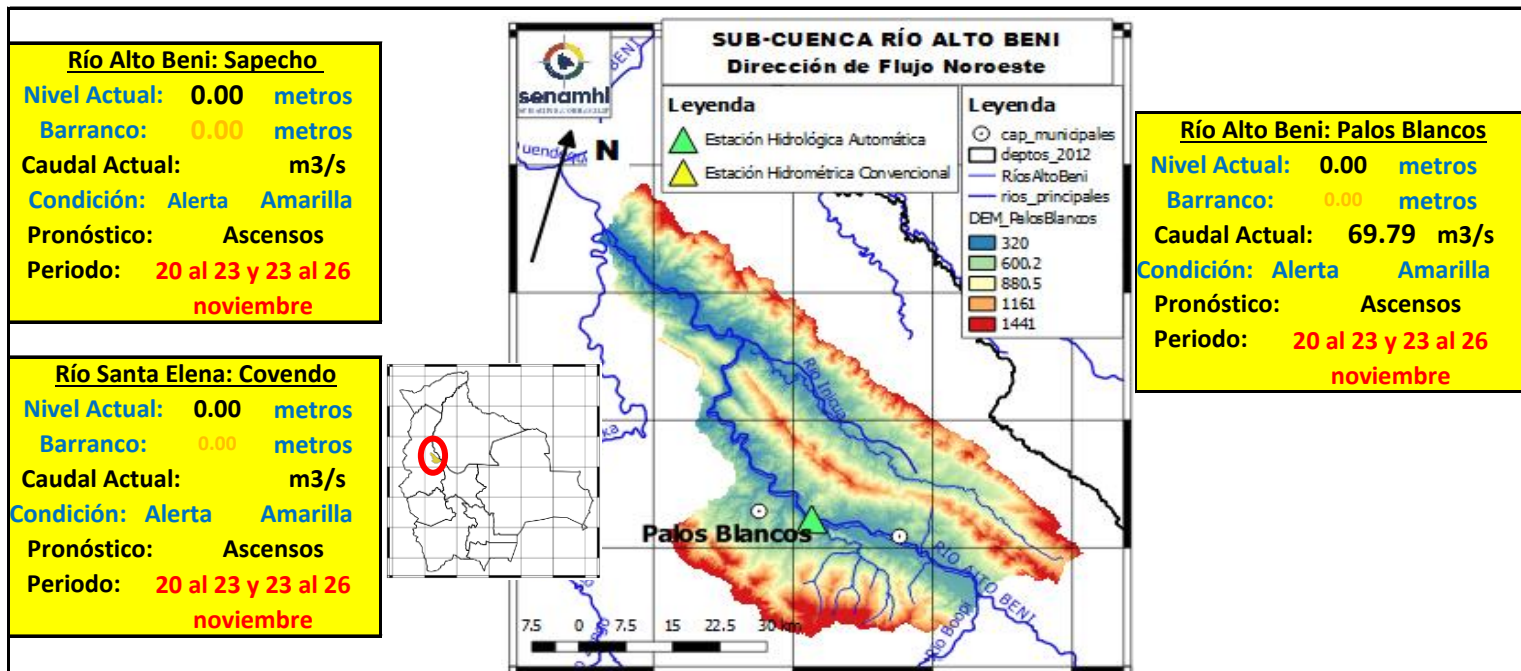 Río Alto Beni: Sapecho
Nivel Actual: 0.00 metros
Barranco: 0.00 metros
Caudal Actual: m3/s
Condición: Alerta Amarilla
Pronóstico: Ascensos
Periodo: 20 al 23 y 23 al 26
noviembre
Río Santa Elena: Covendo
Nivel Actual: 0.00 metros
Barranco: 0.00 metros
Caudal Actual: m3/s
Condición: Alerta Amarilla
Pronóstico: Ascensos
Periodo: 20 al 23 y 23 al 26
noviembre
senamhi
SUB-CUENCA RÍO ALTO BENI
Dirección de Flujo Noroeste
Leyenda
Estación Hidrológica Automática
Estación Hidrométrica Convencional
Leyenda
cap_municipales
deptos_2012
RíosAltoBeni
rios_principales
DEM_PalosBlancos
320
600.2
880.5
1161
1441
N
BENI
Rio Inicua
Palos Blancos
RIO ALTO BENI
Rio Boopi
7.5 0 7.5 15 22.5 30 km
Río Alto Beni: Palos Blancos
Nivel Actual: 0.00 metros
Barranco: 0.00 metros
Caudal Actual: 69.79 m3/s
Condición: Alerta Amarilla
Pronóstico: Ascensos
Periodo: 20 al 23 y 23 al 26
noviembre